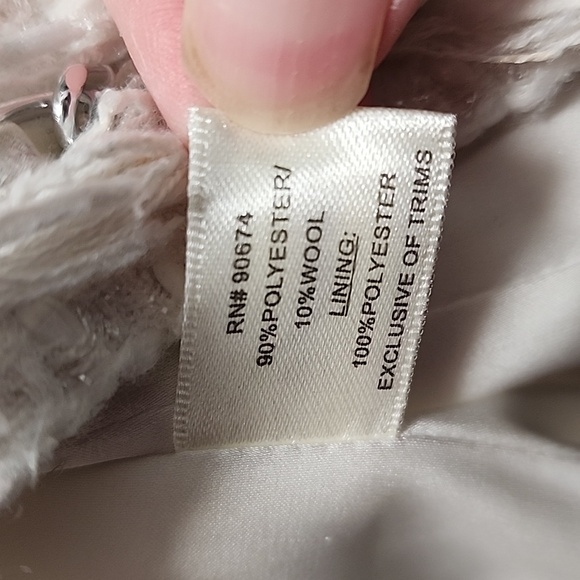 RN# 90674
90%POLYESTER/
10%WOOL
LINING:
100%POLYESTER
EXCLUSIVE OF TRIMS